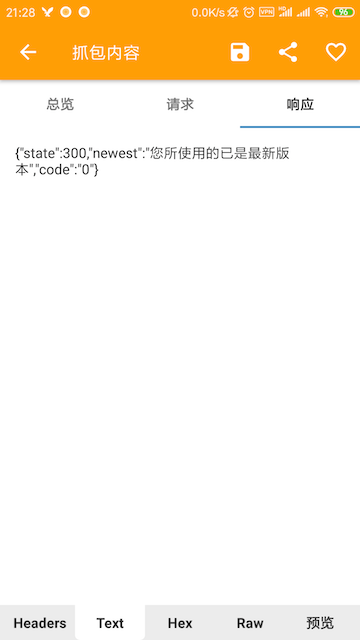 21:28 0.0K/s VPN 96
抓包内容
总览 请求 响应
{"state":300,"newest":"您所使用的已是最新版
本","code":"0"}
Headers Text Hex Raw 预览